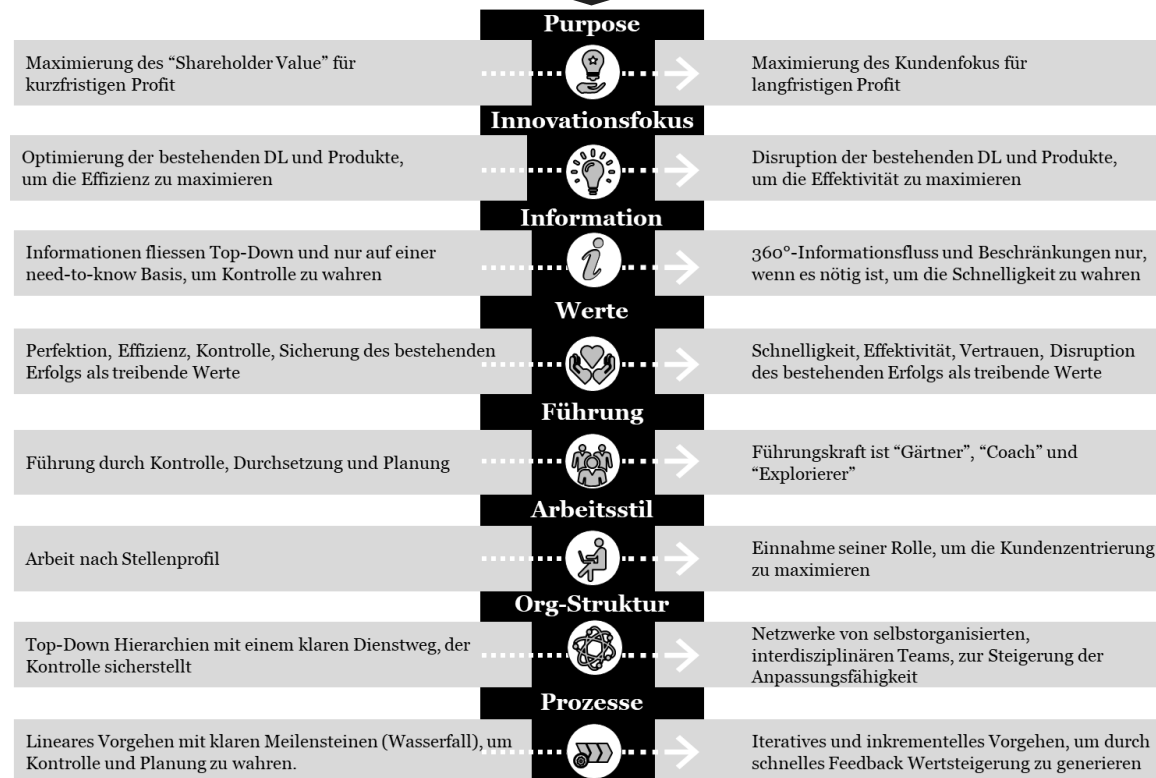 Purpose
Maximierung des “Shareholder Value” für
kurzfristigen Profit
Maximierung des Kundenfokus für
langfristigen Profit
Innovationsfokus
Optimierung der bestehenden DL und Produkte,
um die Effizienz zu maximieren
Disruption der bestehenden DL und Produkte,
um die Effektivität zu maximieren
Information
Informationen fliessen Top-Down und nur auf einer
need-to-know Basis, um Kontrolle zu wahren
360°-Informationsfluss und Beschränkungen nur,
wenn es nötig ist, um die Schnelligkeit zu wahren
Werte
Perfektion, Effizienz, Kontrolle, Sicherung des bestehenden
Erfolgs als treibende Werte
Schnelligkeit, Effektivität, Vertrauen, Disruption
des bestehenden Erfolgs als treibende Werte
Führung
Führung durch Kontrolle, Durchsetzung und Planung
Führungskraft ist “Gärtner”, “Coach” und
“Explorierer”
Arbeitsstil
Arbeit nach Stellenprofil
Einnahme seiner Rolle, um die Kundenzentrierung
zu maximieren
Org-Struktur
Top-Down Hierarchien mit einem klaren Dienstweg, der
Kontrolle sicherstellt
Netzwerke von selbstorganisierten,
interdisziplinären Teams, zur Steigerung der
Anpassungsfähigkeit
Prozesse
Lineares Vorgehen mit klaren Meilensteinen (Wasserfall), um
Kontrolle und Planung zu wahren.
Iteratives und inkrementelles Vorgehen, um durch
schnelles Feedback Wertsteigerung zu generieren